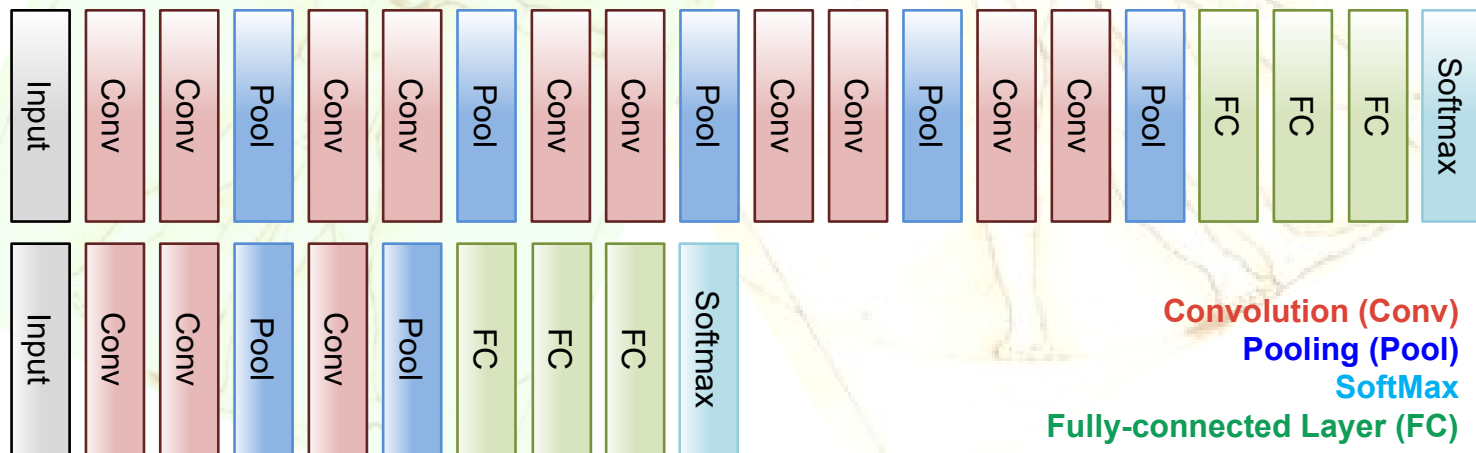 Input Conv Conv Pool Conv Conv Pool Conv Conv Pool Conv Conv Pool Conv Conv Pool FC FC FC Softmax
Input Conv Conv Pool Conv Pool FC FC FC Softmax
Convolution (Conv)
Pooling (Pool)
SoftMax
Fully-connected Layer (FC)